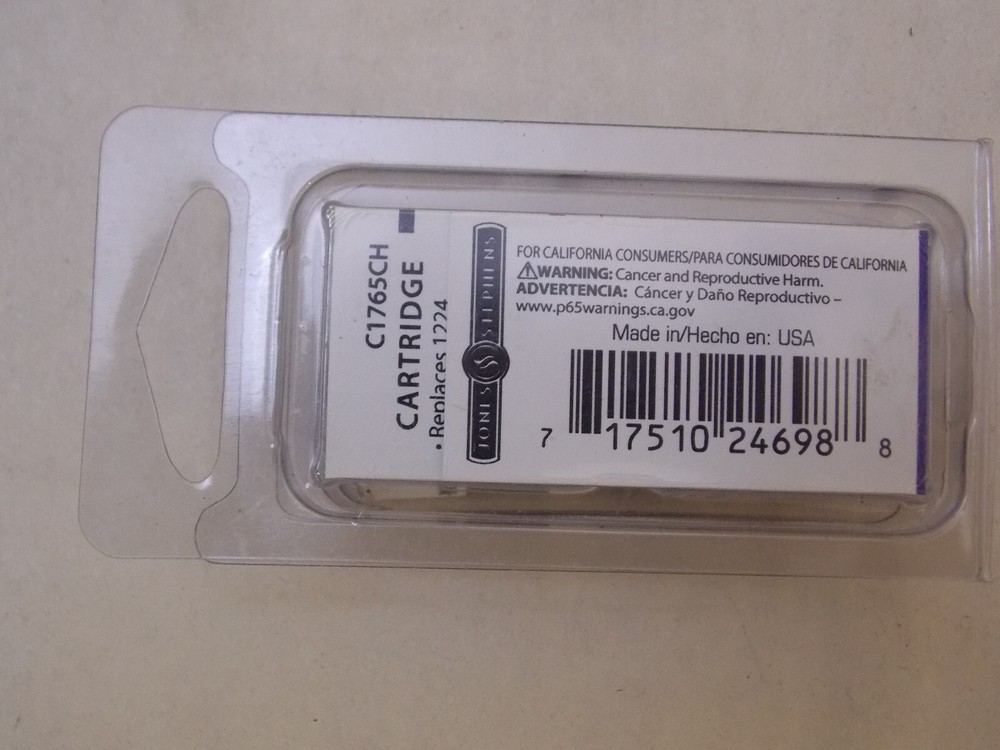 C1765CH
CARTRIDGE
• Replaces 1224
JONES STEPHENS
FOR CALIFORNIA CONSUMERS/PARA CONSUMIDORES DE CALIFORNIA
⚠WARNING: Cancer and Reproductive Harm.
ADVERTENCIA: Cáncer y Daño Reproductivo –
www.p65warnings.ca.gov
Made in/Hecho en: USA
7 17510 24698 8